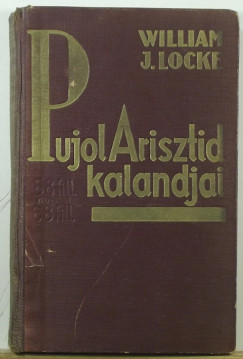 WILLIAM
J. LOCKE
Pujol Arisztid
kalandjai